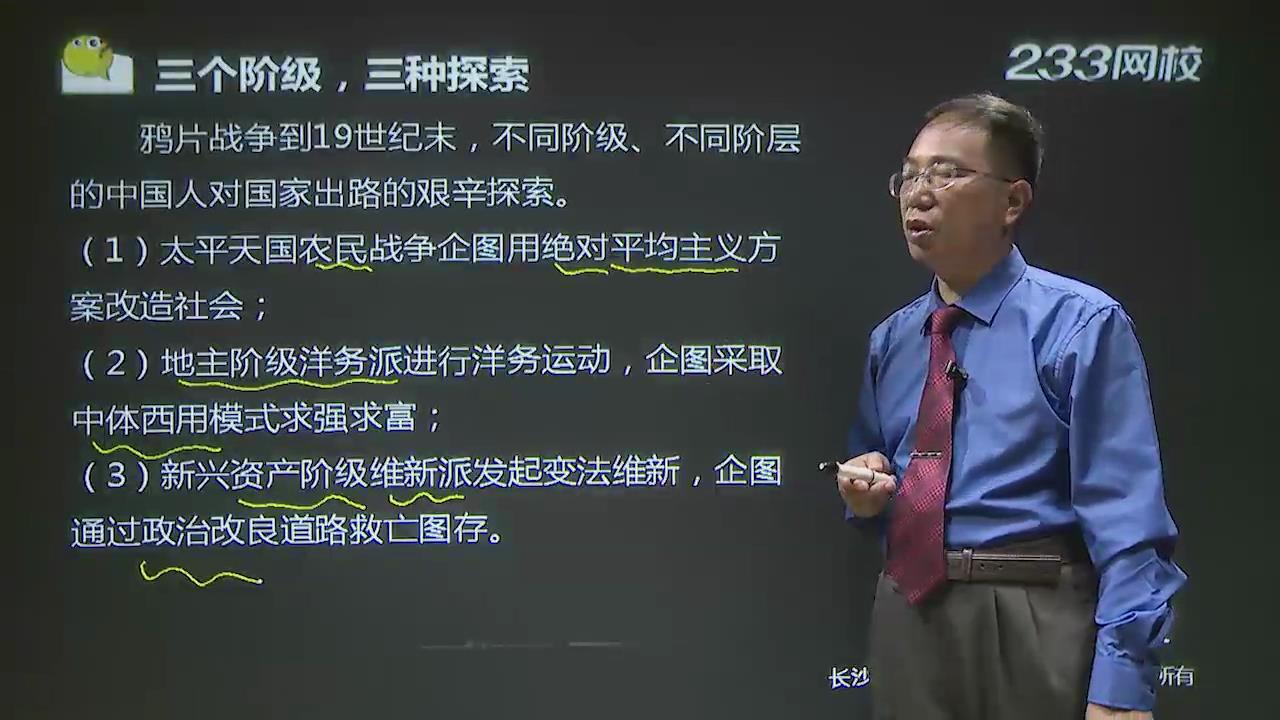 三个阶级，三种探索
233网校
鸦片战争到19世纪末，不同阶级、不同阶层
的中国人对国家出路的艰辛探索。
（1）太平天国农民战争企图用绝对平均主义方
案改造社会；
（2）地主阶级洋务派进行洋务运动，企图采取
中体西用模式求强求富；
（3）新兴资产阶级维新派发起变法维新，企图
通过政治改良道路救亡图存。
长沙
所有